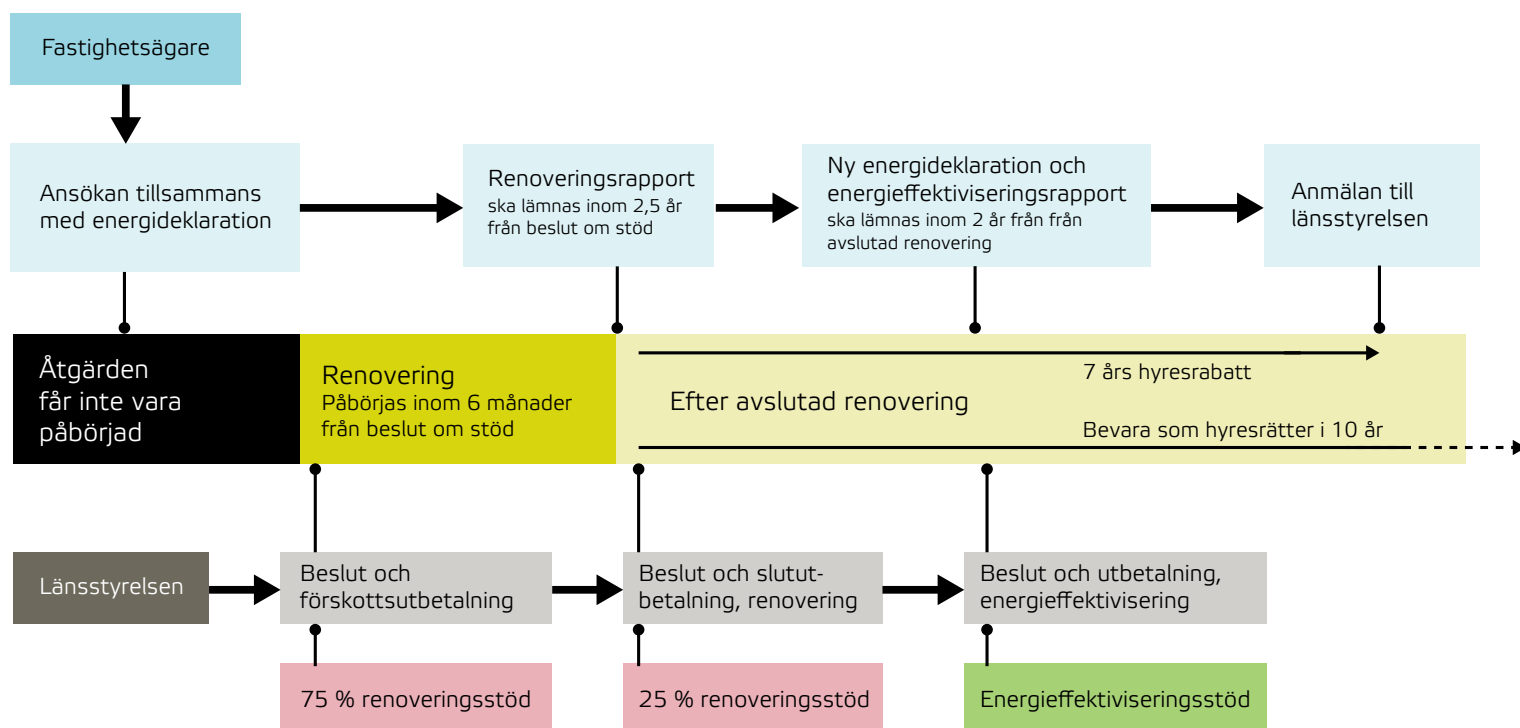 Fastighetsägare
Ansökan tillsammans
med energideklaration
Renoveringsrapport
ska lämnas inom 2,5 år
från beslut om stöd
Ny energideklaration och
energieffektiviseringsrapport
ska lämnas inom 2 år från från
avslutad renovering
Anmälan till
länsstyrelsen
Åtgärden
får inte vara
påbörjad
Renovering
Påbörjas inom 6 månader
från beslut om stöd
7 års hyresrabatt
Efter avslutad renovering
Bevara som hyresrätter i 10 år
Länsstyrelsen
Beslut och
förskottsutbetalning
Beslut och slutut-
betalning, renovering
Beslut och utbetalning,
energieffektivisering
75 % renoveringsstöd
25 % renoveringsstöd
Energieffektiviseringsstöd